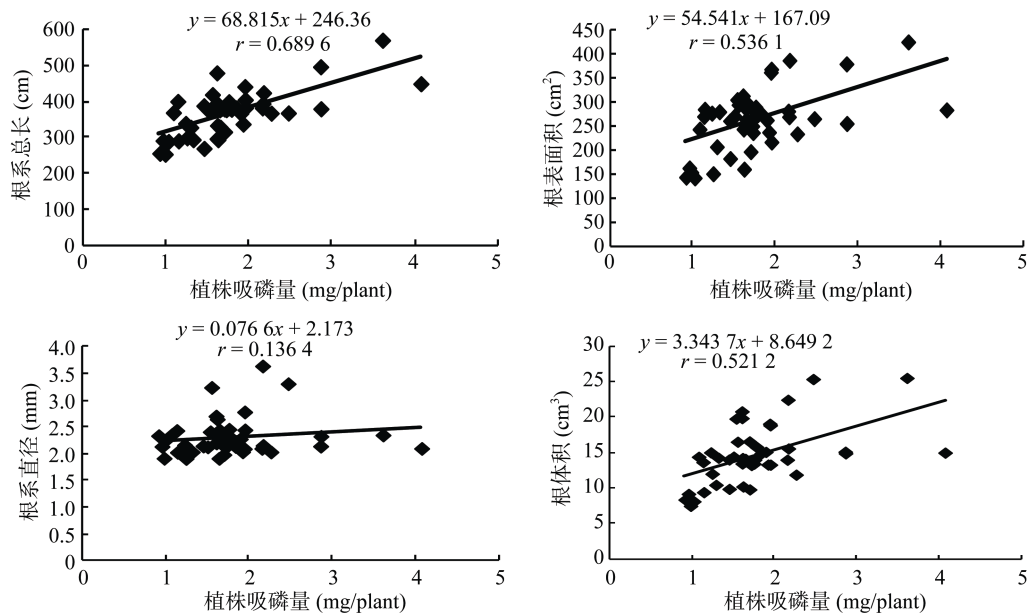 y = 68.815x + 246.36
r = 0.689 6
600
500
400
300
200
100
0
根系总长 (cm)
0 1 2 3 4 5
植株吸磷量 (mg/plant)
y = 54.541x + 167.09
r = 0.536 1
450
400
350
300
250
200
150
100
50
0
根表面积 (cm²)
0 1 2 3 4 5
植株吸磷量 (mg/plant)
y = 0.076 6x + 2.173
r = 0.136 4
4.0
3.5
3.0
2.5
2.0
1.5
1.0
0.5
0.0
根系直径 (mm)
0 1 2 3 4 5
植株吸磷量 (mg/plant)
y = 3.343 7x + 8.649 2
r = 0.521 2
30
25
20
15
10
5
0
根体积 (cm³)
0 1 2 3 4 5
植株吸磷量 (mg/plant)